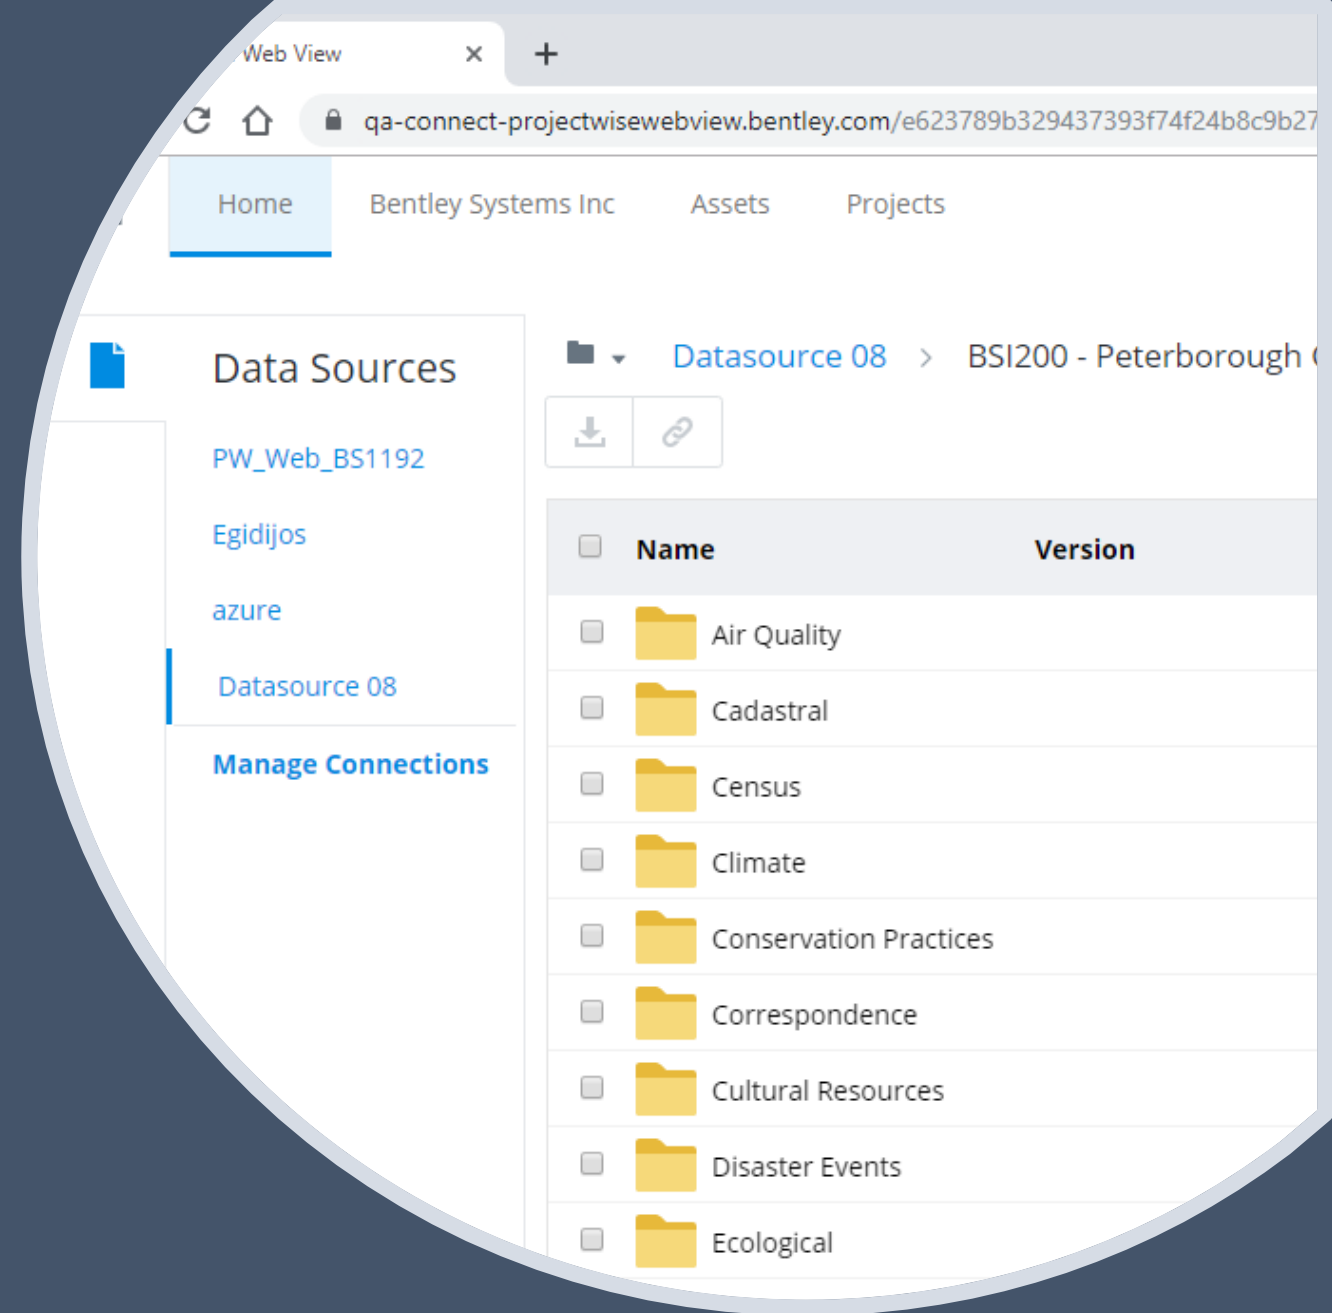 Web View
qa-connect-projectwisewebview.bentley.com/e623789b329437393f74f24b8c9b27
Home Bentley Systems Inc Assets Projects
Data Sources
PW_Web_BS1192
Egidijos
azure
Datasource 08
Manage Connections
Datasource 08 > BSI200 - Peterborough
Name Version
Air Quality
Cadastral
Census
Climate
Conservation Practices
Correspondence
Cultural Resources
Disaster Events
Ecological